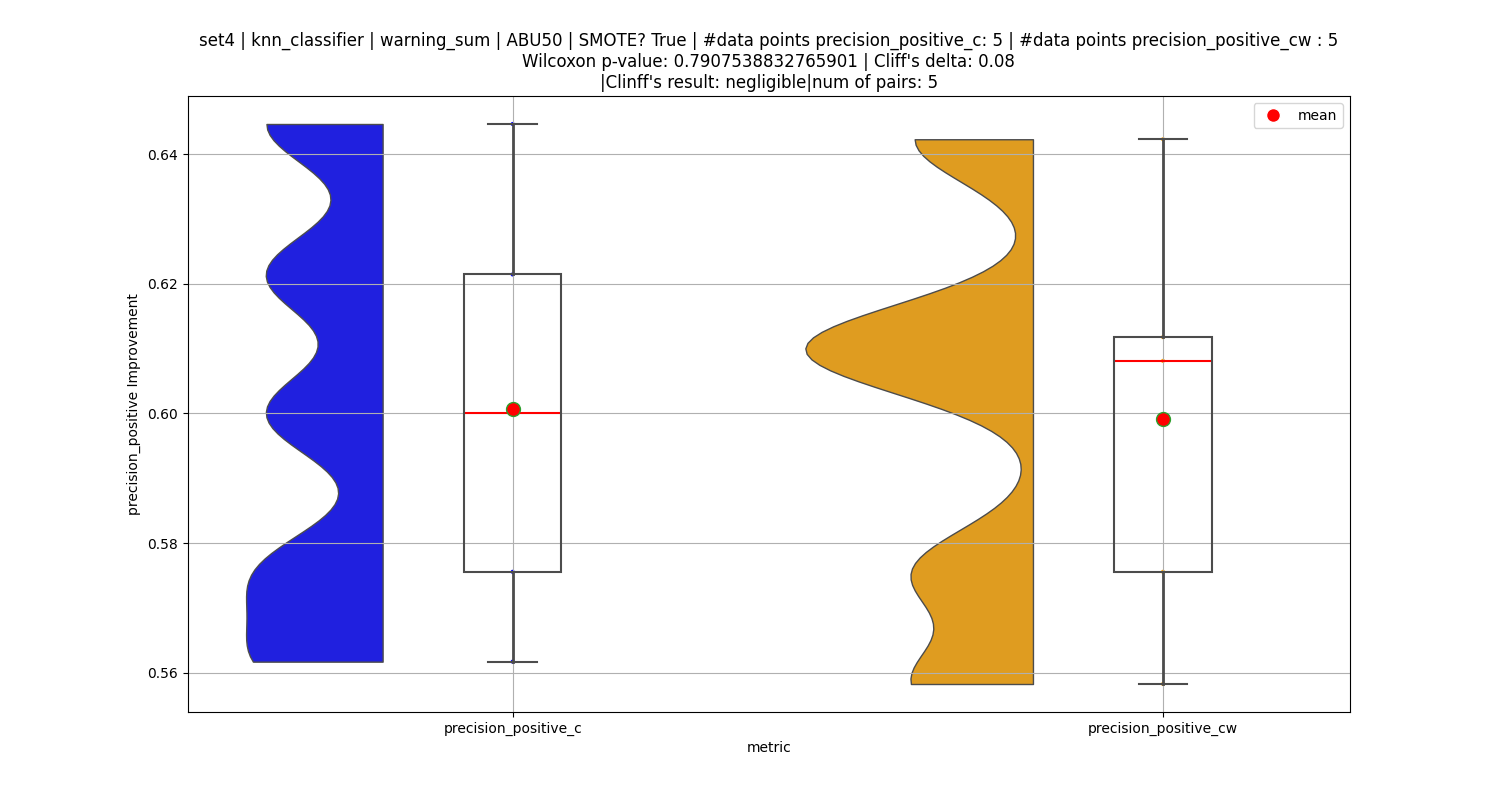 set4 | knn_classifier | warning_sum | ABU50 | SMOTE? True | #data points precision_positive_c: 5 | #data points precision_positive_cw : 5
Wilcoxon p-value: 0.7907538832765901 | Cliff's delta: 0.08
|Clinff's result: negligible|num of pairs: 5
mean
0.64
0.62
0.60
0.58
0.56
precision_positive Improvement
precision_positive_c
precision_positive_cw
metric